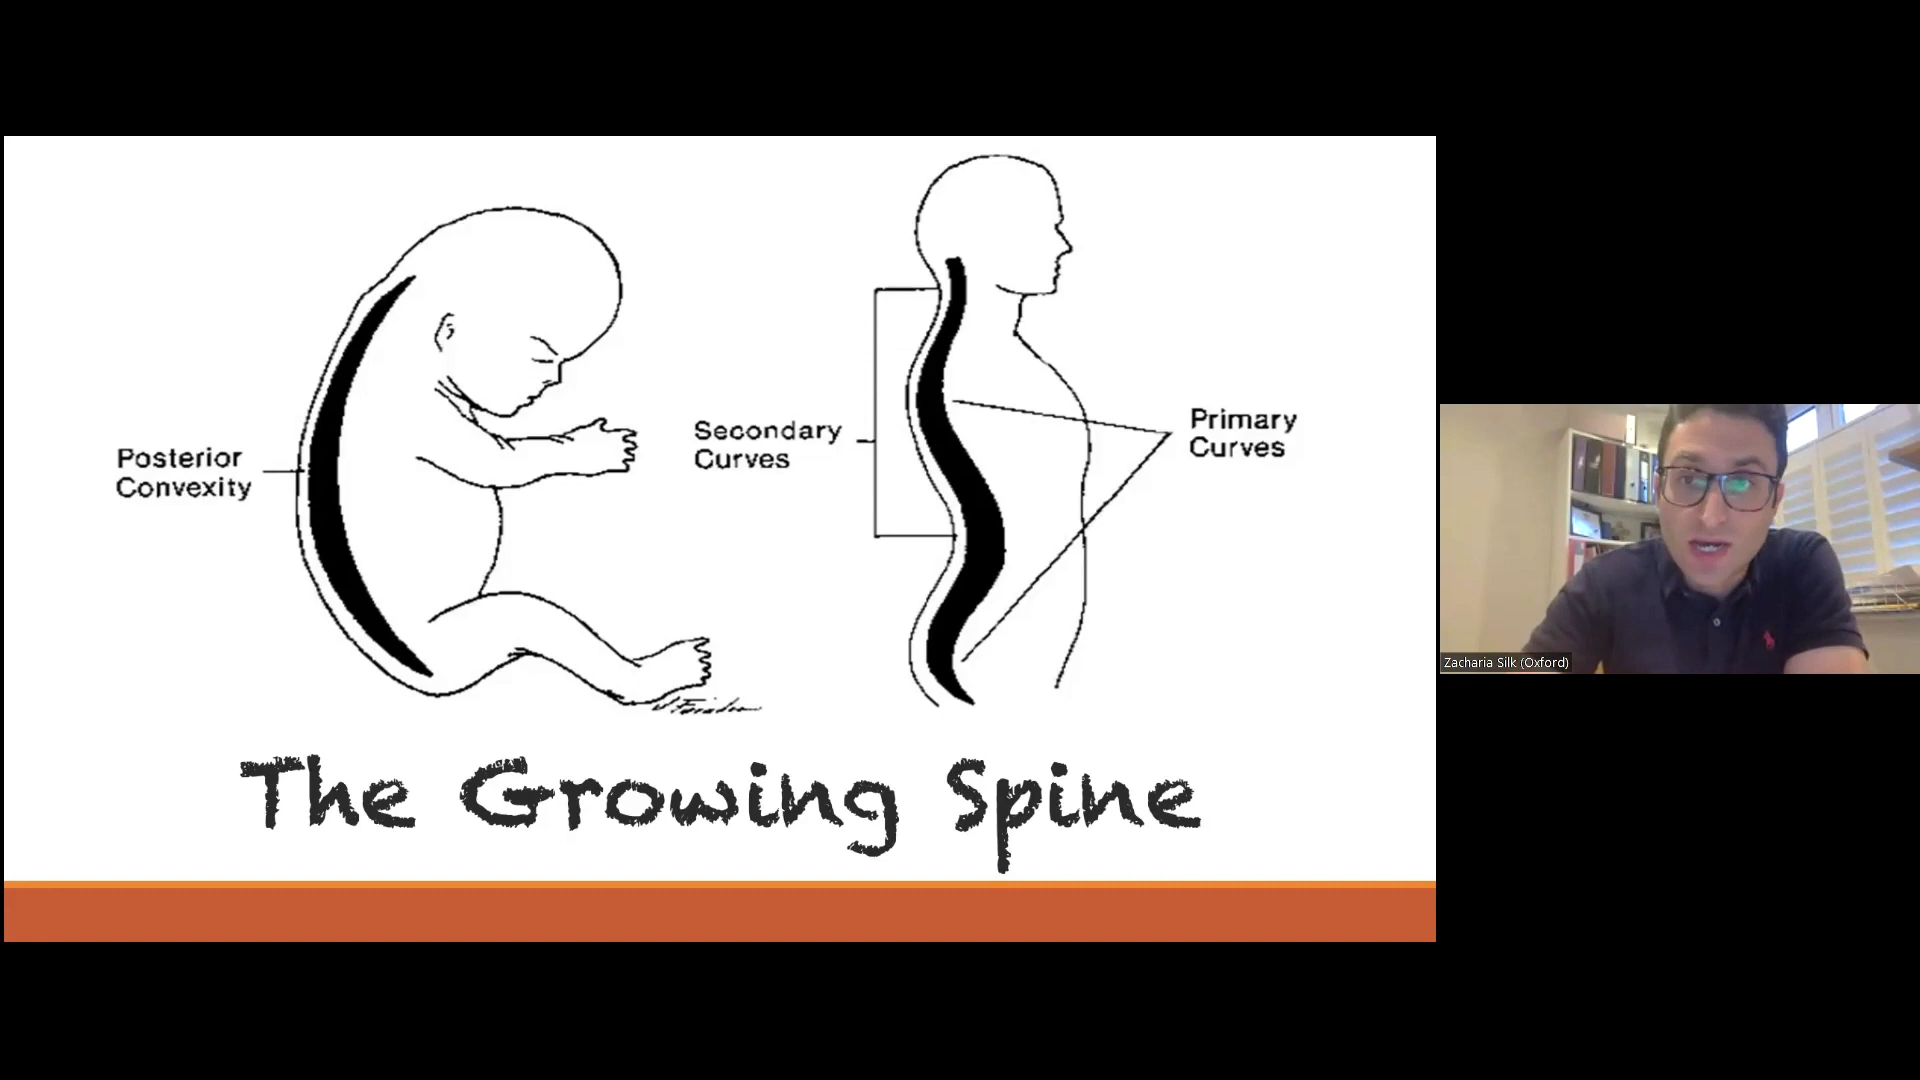 Posterior
Convexity
Secondary
Curves
Primary
Curves
The Growing Spine
Zacharia Silk (Oxford)